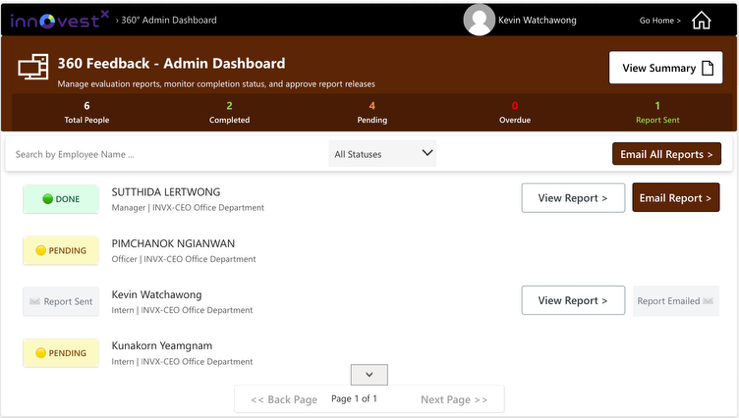 innovestX › 360° Admin Dashboard
Kevin Watchawong
Go Home >
360 Feedback - Admin Dashboard
Manage evaluation reports, monitor completion status, and approve report releases
View Summary
6
Total People
2
Completed
4
Pending
0
Overdue
1
Report Sent
Search by Employee Name ...
All Statuses
Email All Reports >
DONE
SUTTHIDA LERTWONG
Manager | INVX-CEO Office Department
View Report >
Email Report >
PENDING
PIMCHANOK NGIANWAN
Officer | INVX-CEO Office Department
Report Sent
Kevin Watchawong
Intern | INVX-CEO Office Department
View Report >
Report Emailed
PENDING
Kunakorn Yeamgnam
Intern | INVX-CEO Office Department
<< Back Page
Page 1 of 1
Next Page >>